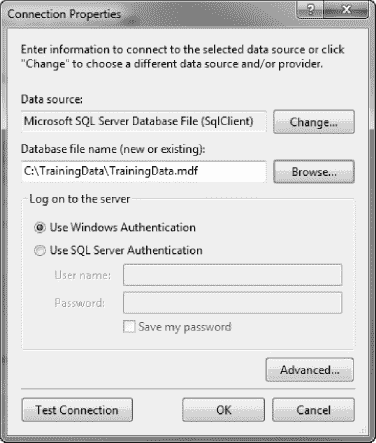 Connection Properties
Enter information to connect to the selected data source or click
"Change" to choose a different data source and/or provider.
Data source:
Microsoft SQL Server Database File (SqlClient)
Change...
Database file name (new or existing):
C:\TrainingData\TrainingData.mdf
Browse...
Log on to the server
Use Windows Authentication
Use SQL Server Authentication
User name:
Password:
Save my password
Advanced...
Test Connection
OK
Cancel